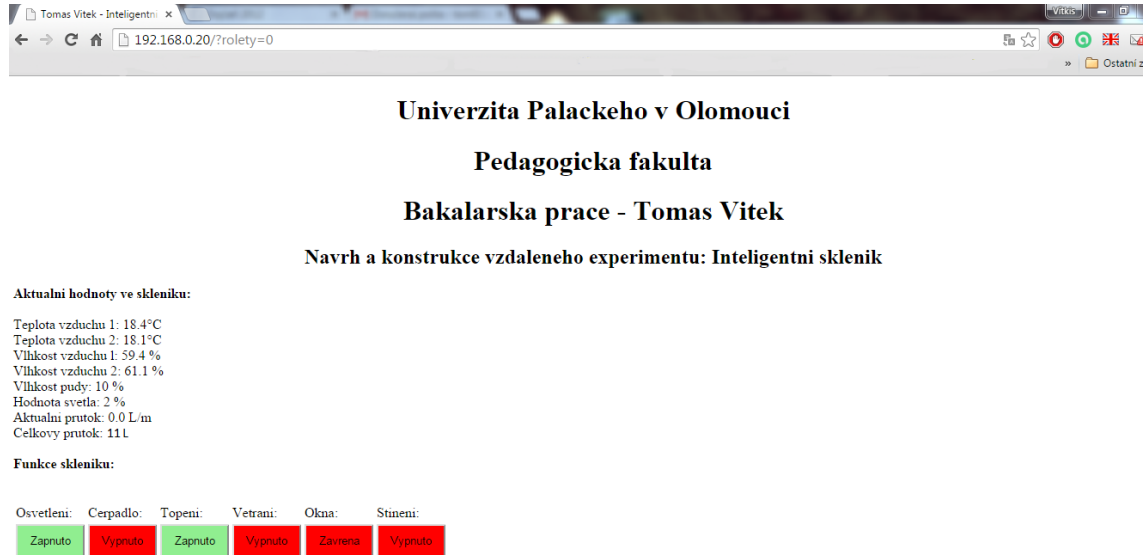 Tomas Vitek - Inteligentni
Vitkis
192.168.0.20/?rolety=0
» Ostatní z
Univerzita Palackeho v Olomouci
Pedagogicka fakulta
Bakalarska prace - Tomas Vitek
Navrh a konstrukce vzdaleneho experimentu: Inteligentni sklenik
Aktualni hodnoty ve skleniku:
Teplota vzduchu 1: 18.4°C
Teplota vzduchu 2: 18.1°C
Vlhkost vzduchu 1: 59.4 %
Vlhkost vzduchu 2: 61.1 %
Vlhkost pudy: 10 %
Hodnota svetla: 2 %
Aktualni prutok: 0.0 L/m
Celkovy prutok: 11 L
Funkce skleniku:
Osvetleni: Cerpadlo: Topeni: Vetrani: Okna: Stineni:
Zapnuto Vypnuto Zapnuto Vypnuto Zavrena Vypnuto